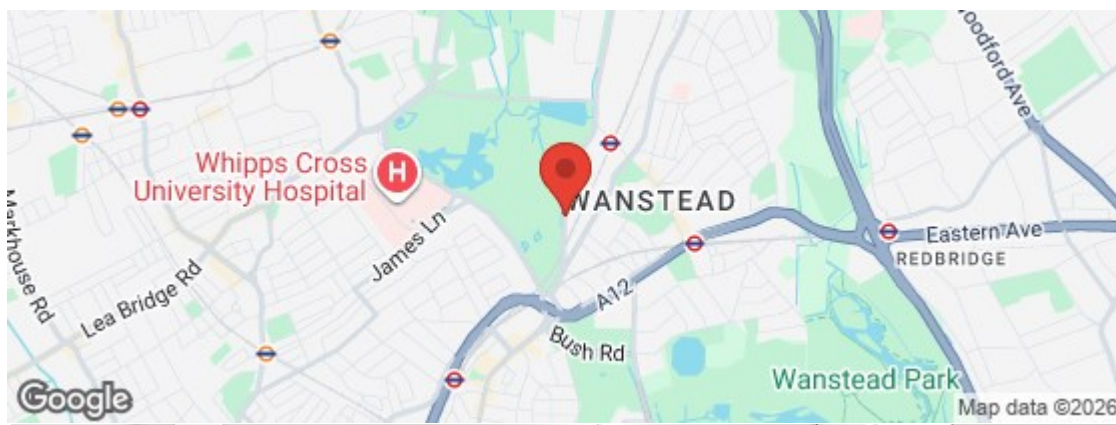 Woodford Ave
Whipps Cross
University Hospital
H
WANSTEAD
Markhouse Rd
James Ln
Eastern Ave
REDBRIDGE
Lea Bridge Rd
A12
Bush Rd
Wanstead Park
Google
Map data ©2026